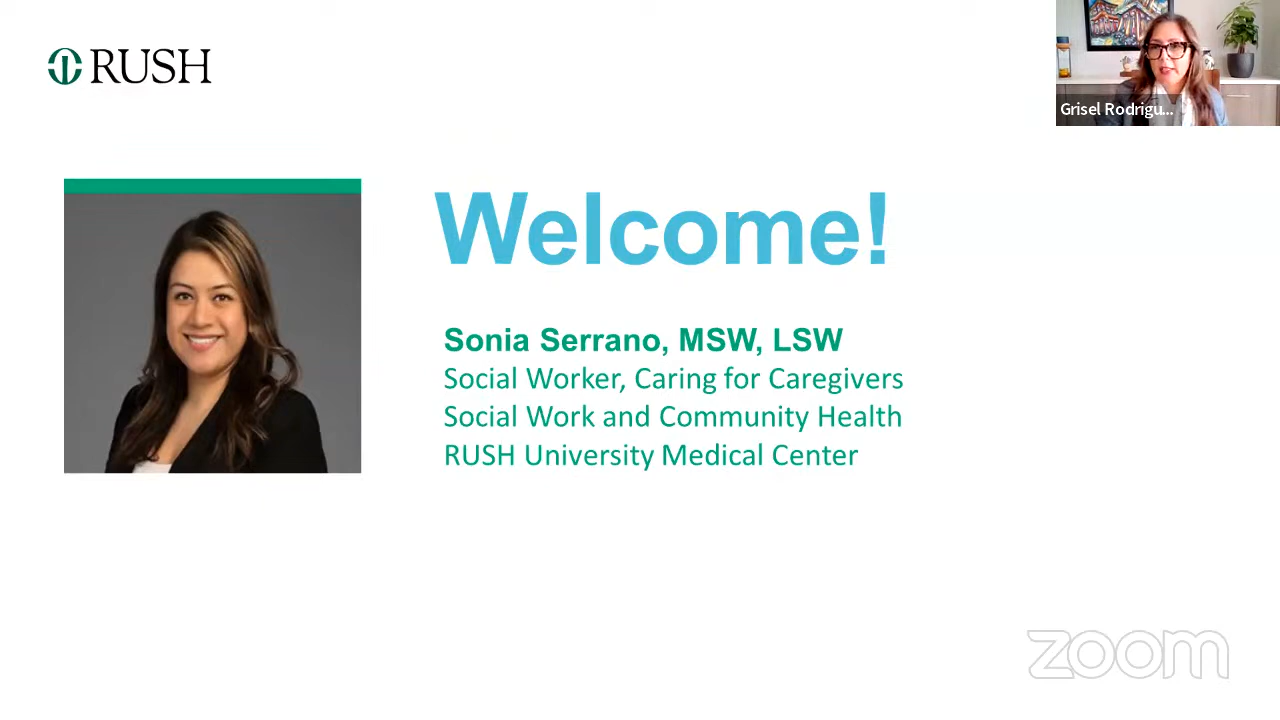 RUSH
Grisel Rodrigu...
Welcome!
Sonia Serrano, MSW, LSW
Social Worker, Caring for Caregivers
Social Work and Community Health
RUSH University Medical Center
zoom